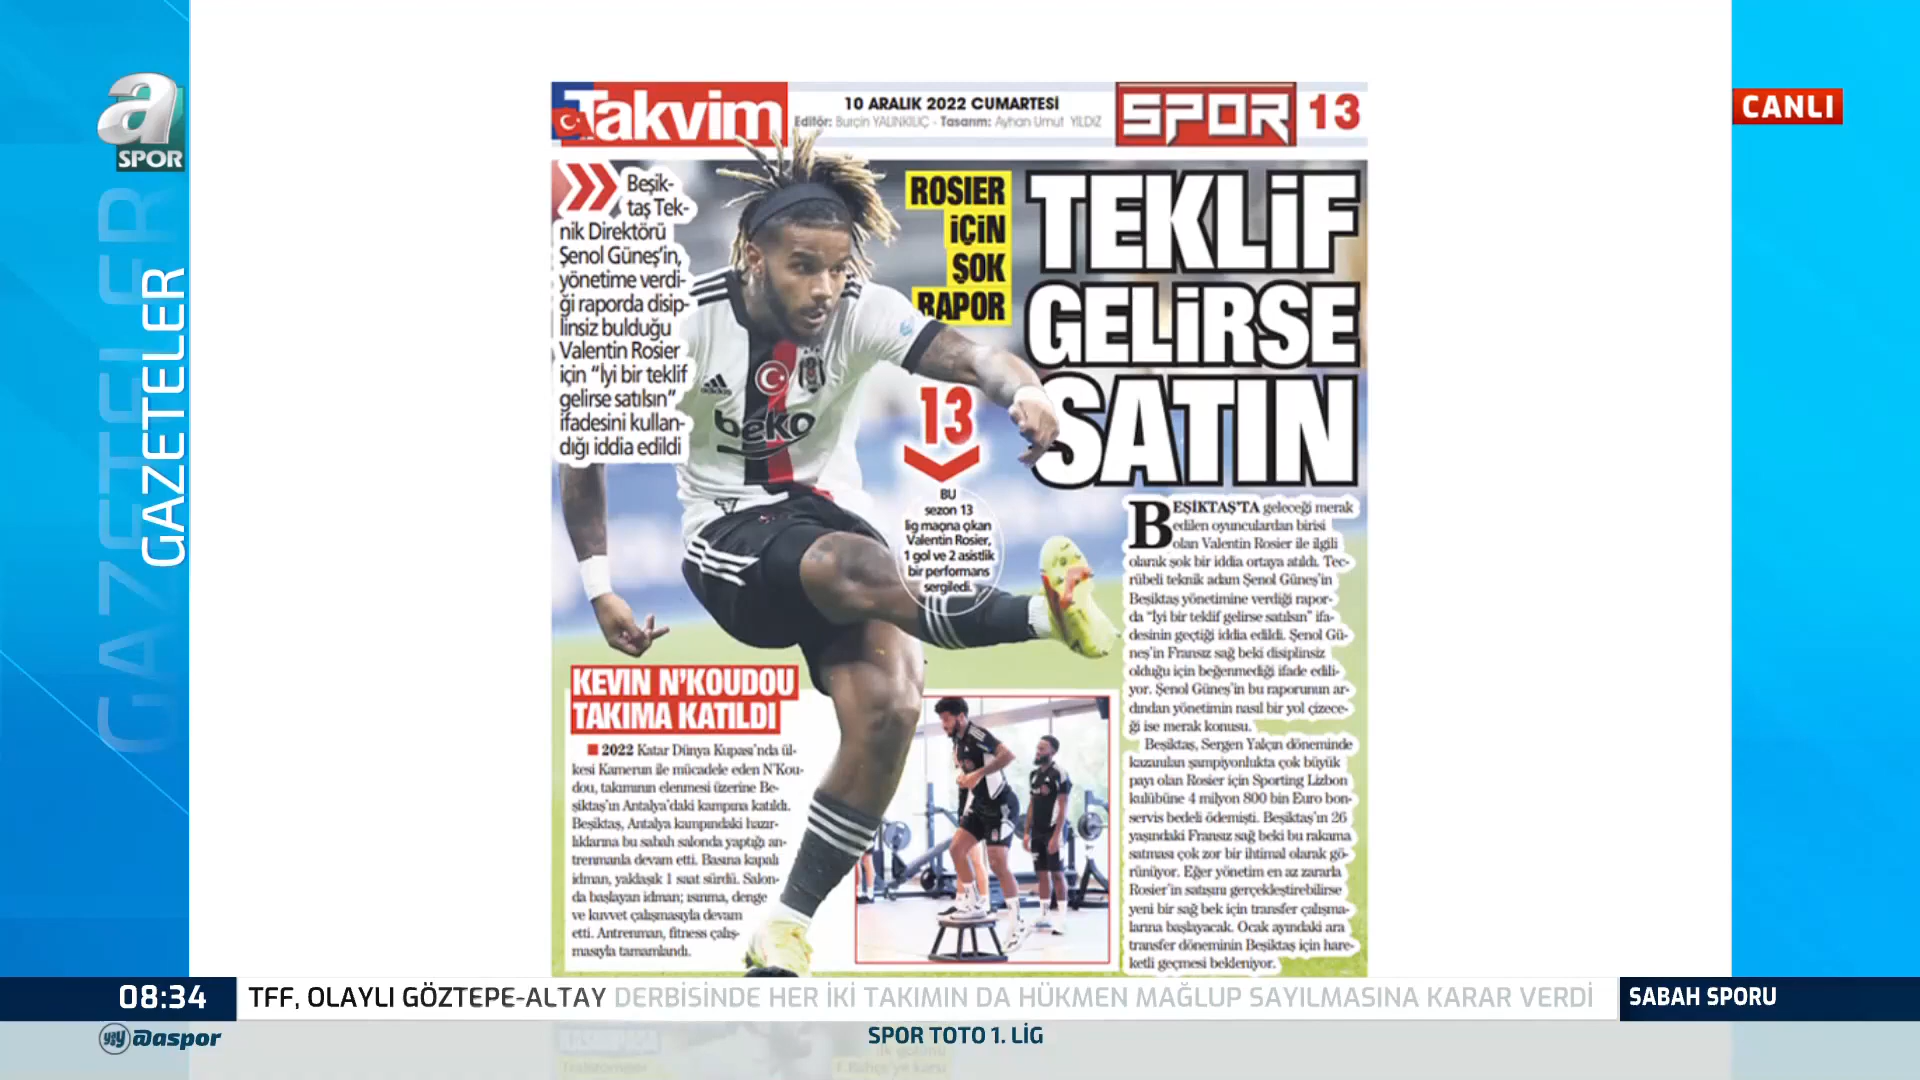 a
SPOR
GAZETELER
GAZETELER
CANLI
Takvim
10 ARALIK 2022 CUMARTESİ
Editör: Burçin YALINKILIÇ - Tasarım: Ayhan Umut YILDIZ
SPOR
13
Beşik-
taş Tek-
nik Direktörü
Şenol Güneş'in,
yönetime verdi-
ği raporda disip-
linsiz bulduğu
Valentin Rosier
için "İyi bir teklif
gelirse satılsın"
ifadesini kullan-
dığı iddia edildi
ROSIER
İÇİN
ŞOK
RAPOR
TEKLİF
GELİRSE
SATIN
adidas
beko
13
BU
sezon 13
lig maçına çıkan
Valentin Rosier,
1 gol ve 2 asistlik
bir performans
sergiledi.
BEŞİKTAŞ'TA geleceği merak
edilen oyunculardan birisi
olan Valentin Rosier ile ilgili
olarak şok bir iddia ortaya atıldı. Tec-
rübeli teknik adam Şenol Güneş'in
Beşiktaş yönetimine verdiği rapor-
da "İyi bir teklif gelirse satılsın" ifa-
desinin geçtiği iddia edildi. Şenol Gü-
neş'in Fransız sağ beki disiplinsiz
olduğu için beğenmediği ifade edili-
yor. Şenol Güneş'in bu raporunun ar-
dından yönetimin nasıl bir yol çizece-
ği ise merak konusu.
Beşiktaş, Sergen Yalçın döneminde
kazanılan şampiyonlukta çok büyük
payı olan Rosier için Sporting Lizbon
kulübüne 4 milyon 800 bin Euro bon-
servis bedeli ödemişti. Beşiktaş'ın 26
yaşındaki Fransız sağ beki bu rakama
satması çok zor bir ihtimal olarak gö-
rünüyor. Eğer yönetim en az zararla
Rosier'in satışını gerçekleştirebilirse
yeni bir sağ bek için transfer çalışma-
larına başlayacak. Ocak ayındaki ara
transfer döneminin Beşiktaş için hare-
ketli geçmesi bekleniyor.
KEVIN N'KOUDOU
TAKIMA KATILDI
2022 Katar Dünya Kupası'nda ül-
kesi Kamerun ile mücadele eden N'Kou-
dou, takımının elenmesi üzerine Be-
şiktaş'ın Antalya'daki kampına katıldı.
Beşiktaş, Antalya kampındaki hazır-
lıklarına bu sabah salonda yaptığı an-
trenmanla devam etti. Basına kapalı
idman, yaklaşık 1 saat sürdü. Salon-
da başlayan idman; ısınma, denge
ve kuvvet çalışmasıyla devam
etti. Antrenman, fitness çalış-
masıyla tamamlandı.
08:34
TFF, OLAYLI GÖZTEPE-ALTAY DERBİSİNDE HER İKİ TAKIMIN DA HÜKMEN MAĞLUP SAYILMASINA KARAR VERDİ
SABAH SPORU
@aspor
SPOR TOTO 1. LİG